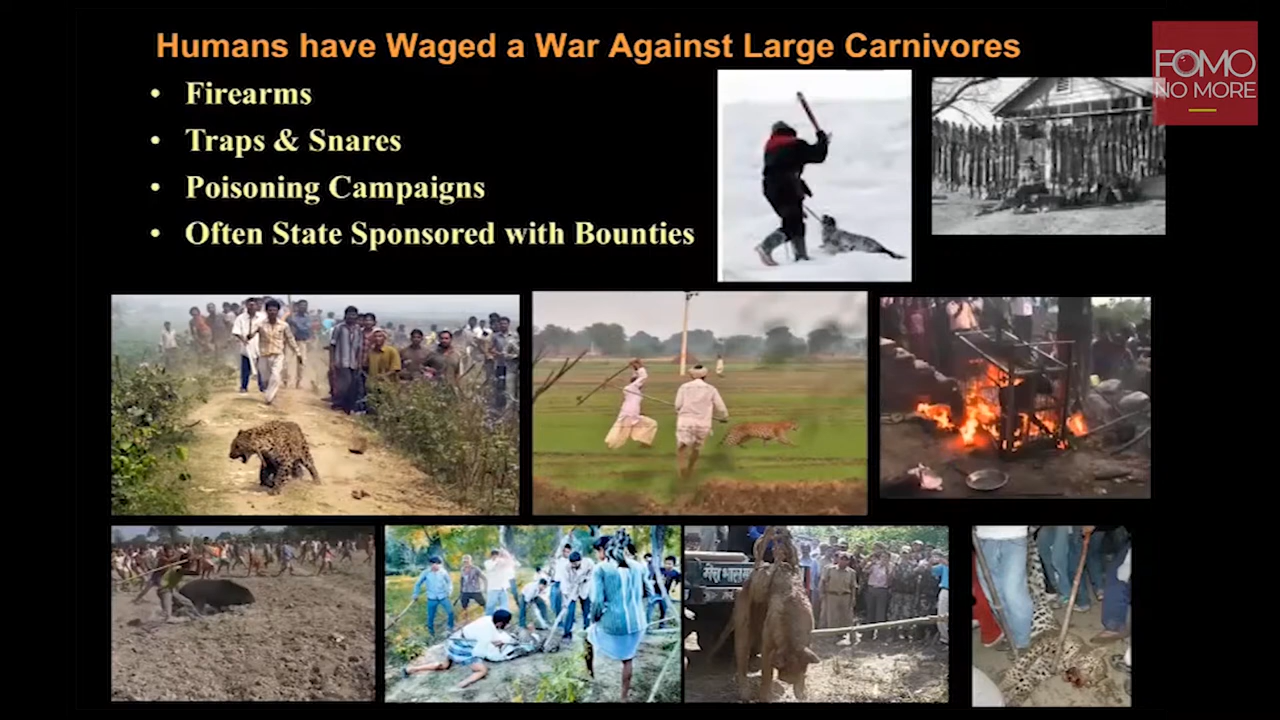 Humans have Waged a War Against Large Carnivores
• Firearms
• Traps & Snares
• Poisoning Campaigns
• Often State Sponsored with Bounties
FOMO
NO MORE